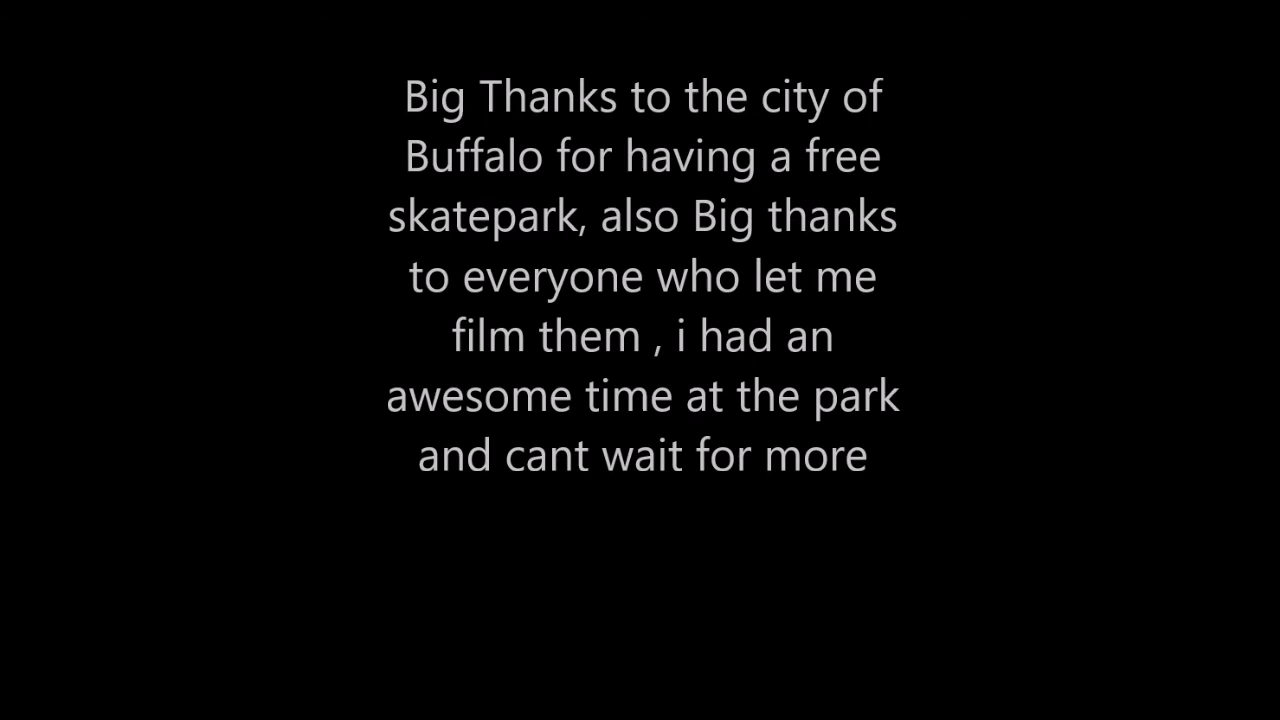 Big Thanks to the city of
Buffalo for having a free
skatepark, also Big thanks
to everyone who let me
film them , i had an
awesome time at the park
and cant wait for more